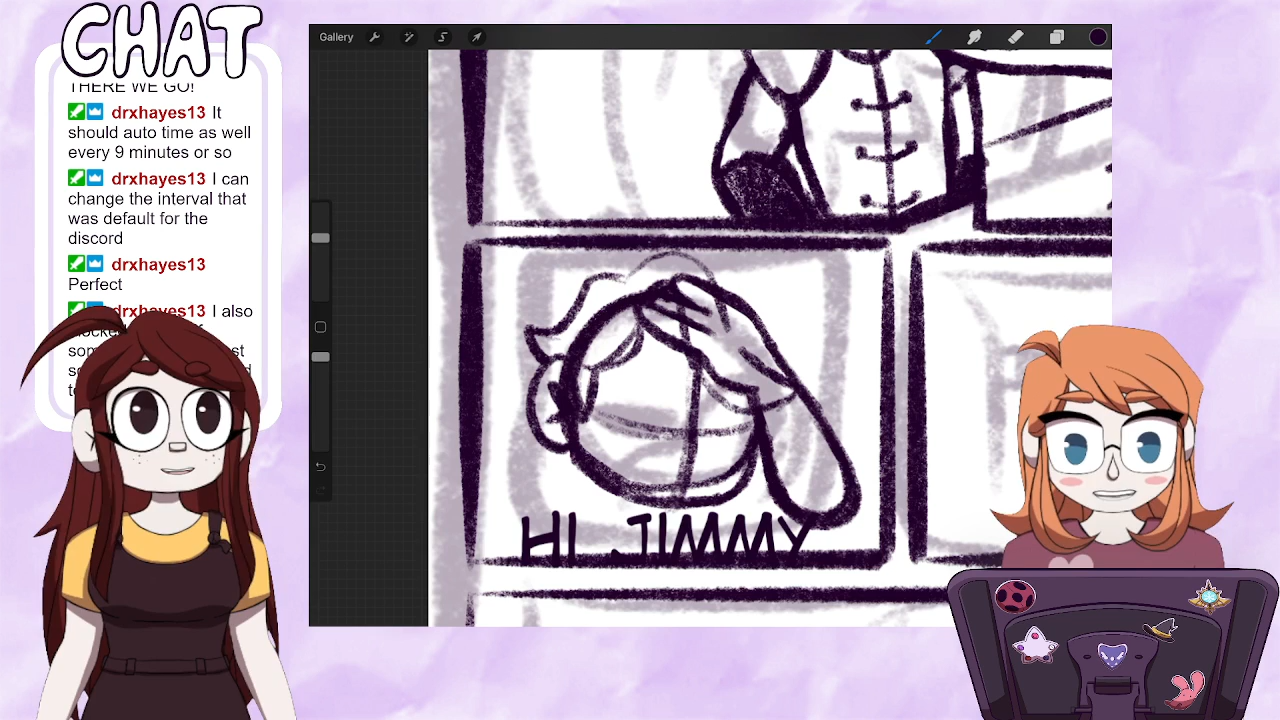 CHAT
THERE WE GO!
drxhayes13 It
should auto time as well
every 9 minutes or so
drxhayes13 I can
change the interval that
was default for the
discord
drxhayes13
Perfect
drxhayes13 I also
Gallery
HI JIMMY